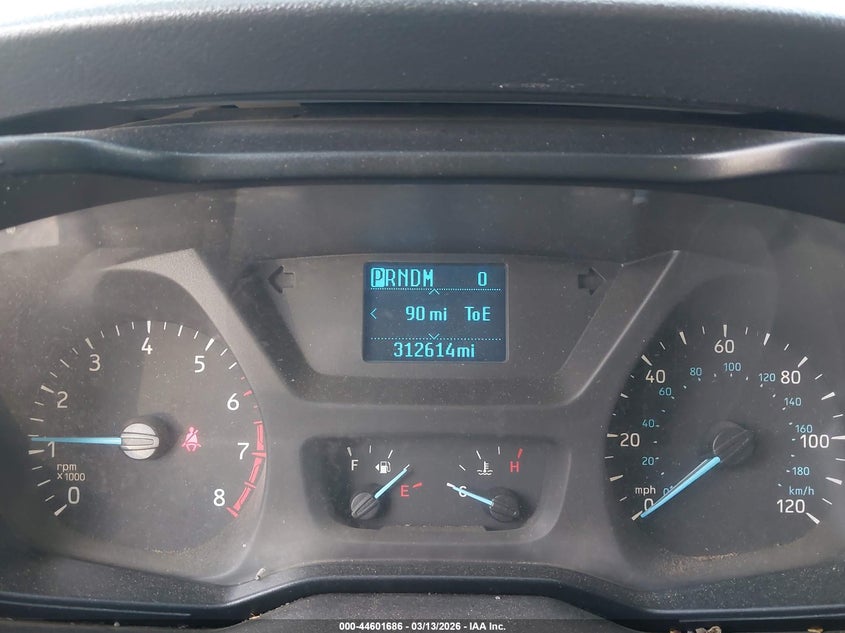 PRNDM 0
< 90 mi ToE
312614mi
0 1 2 3 4 5 6 7 8
rpm
x1000
F E
C H
0 20 40 60 80 100 120
mph
0 20 40 60 80 100 120 140 160 180
km/h
000-44601686 - 03/13/2026 - IAA Inc.